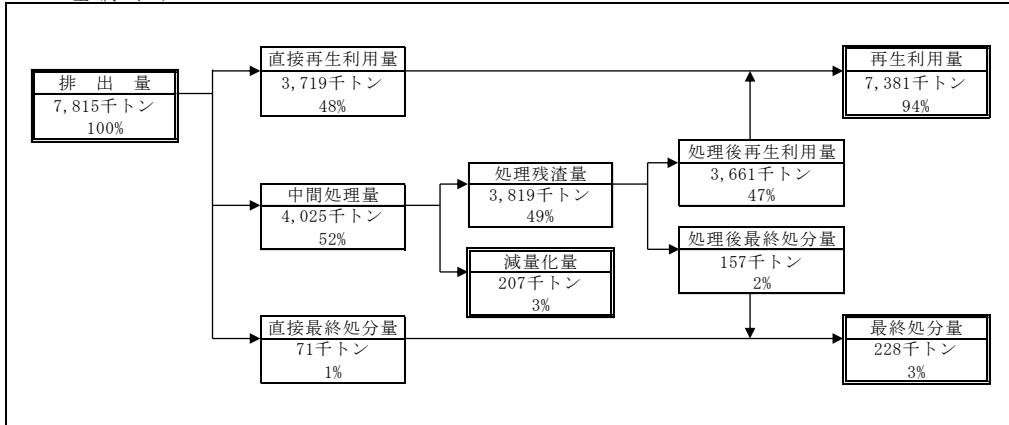 排　出　量
7,815千トン
100%
直接再生利用量
3,719千トン
48%
再生利用量
7,381千トン
94%
中間処理量
4,025千トン
52%
処理残渣量
3,819千トン
49%
処理後再生利用量
3,661千トン
47%
減量化量
207千トン
3%
処理後最終処分量
157千トン
2%
直接最終処分量
71千トン
1%
最終処分量
228千トン
3%